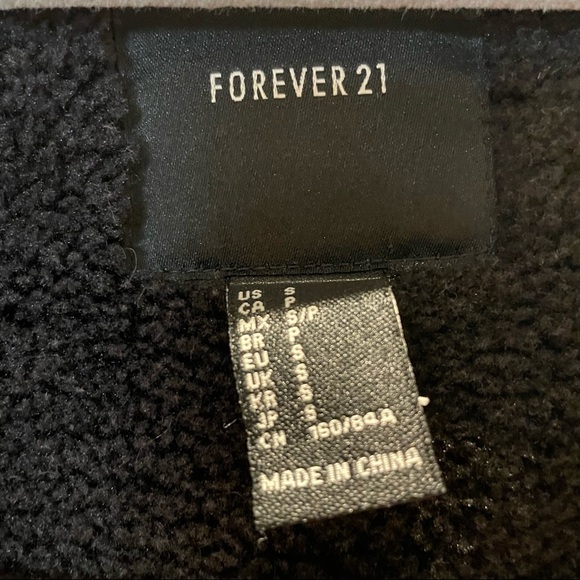 FOREVER 21
US S
CA P
MX S/P
BR P
EU S
UK S
KR S
JP S
CN 160/84A
MADE IN CHINA